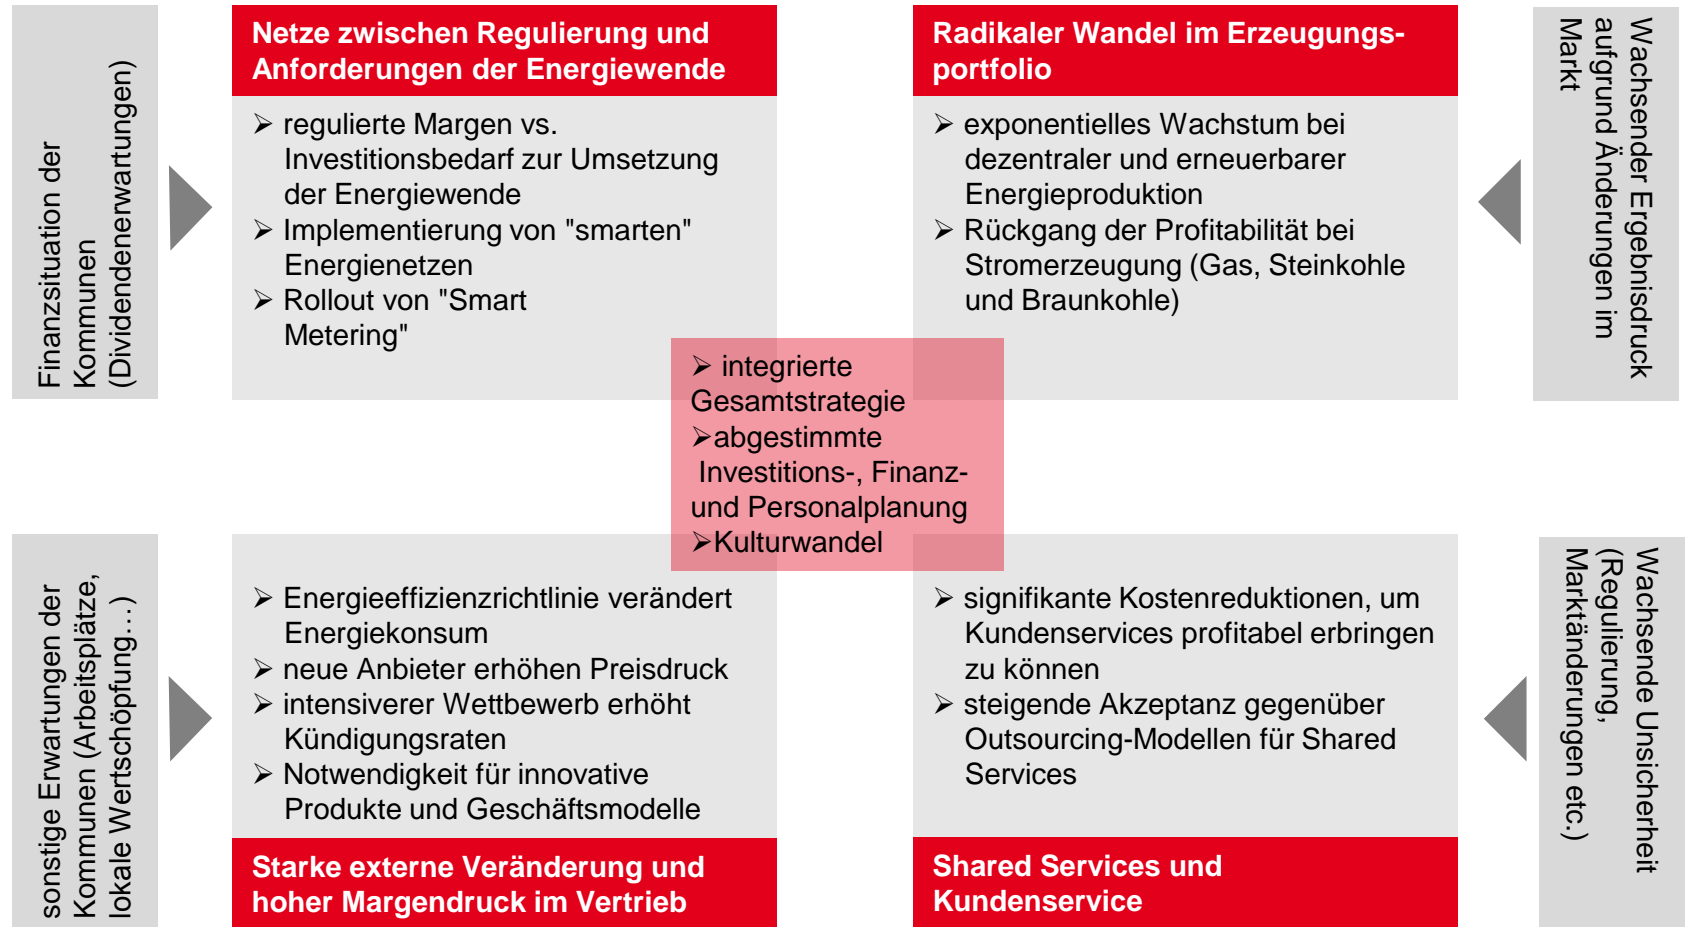 Finanzsituation der
Kommunen
(Dividendenerwartungen)
Netze zwischen Regulierung und
Anforderungen der Energiewende
➢ regulierte Margen vs.
Investitionsbedarf zur Umsetzung
der Energiewende
➢ Implementierung von "smarten"
Energienetzen
➢ Rollout von "Smart
Metering"
Radikaler Wandel im Erzeugungs-
portfolio
➢ exponentielles Wachstum bei
dezentraler und erneuerbarer
Energieproduktion
➢ Rückgang der Profitabilität bei
Stromerzeugung (Gas, Steinkohle
und Braunkohle)
Wachsender Ergebnisdruck
aufgrund Änderungen im
Markt
➢ integrierte
Gesamtstrategie
➢abgestimmte
Investitions-, Finanz-
und Personalplanung
➢Kulturwandel
sonstige Erwartungen der
Kommunen (Arbeitsplätze,
lokale Wertschöpfung…)
➢ Energieeffizienzrichtlinie verändert
Energiekonsum
➢ neue Anbieter erhöhen Preisdruck
➢ intensiverer Wettbewerb erhöht
Kündigungsraten
➢ Notwendigkeit für innovative
Produkte und Geschäftsmodelle
Starke externe Veränderung und
hoher Margendruck im Vertrieb
➢ signifikante Kostenreduktionen, um
Kundenservices profitabel erbringen
zu können
➢ steigende Akzeptanz gegenüber
Outsourcing-Modellen für Shared
Services
Shared Services und
Kundenservice
Wachsende Unsicherheit
(Regulierung,
Marktänderungen etc.)